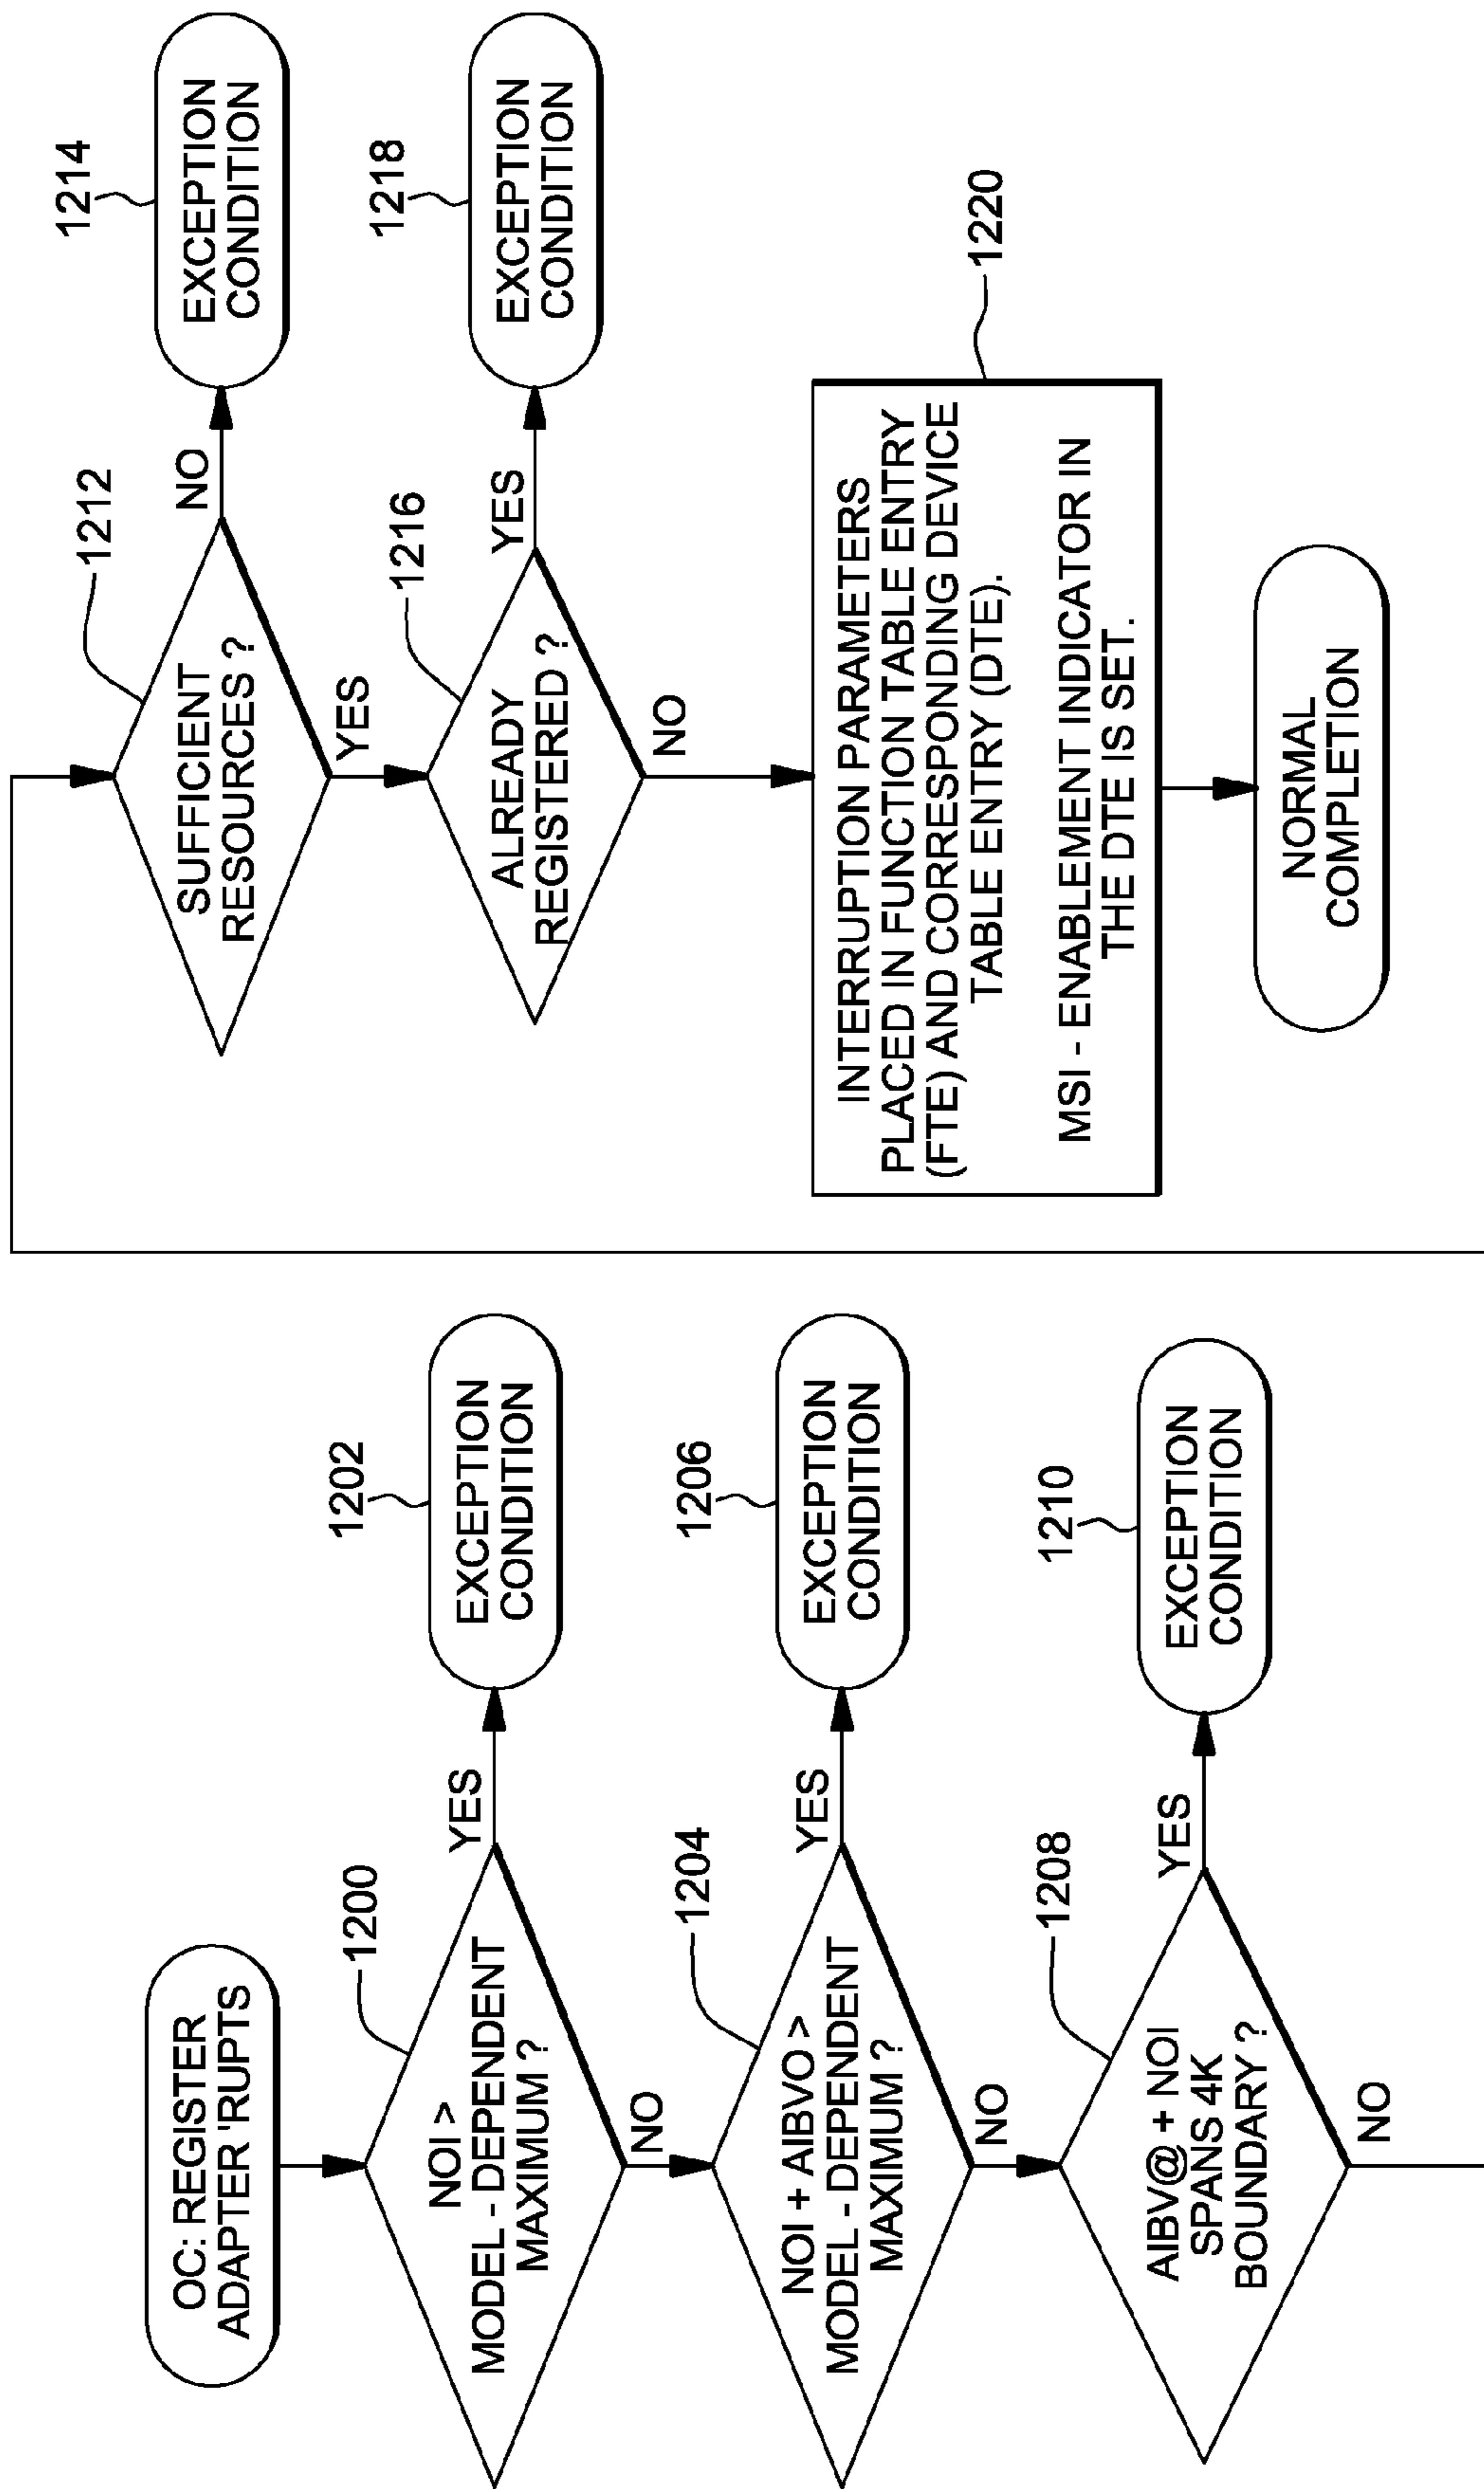 OC: REGISTER
ADAPTER 'RUPTS
1200
NOI >
MODEL - DEPENDENT
MAXIMUM ?
YES
1202
EXCEPTION
CONDITION
NO
1204
NOI + AIBVO >
MODEL - DEPENDENT
MAXIMUM ?
YES
1206
EXCEPTION
CONDITION
NO
1208
AIBV@ + NOI
SPANS 4K
BOUNDARY ?
YES
1210
EXCEPTION
CONDITION
NO
1212
SUFFICIENT
RESOURCES ?
NO
1214
EXCEPTION
CONDITION
YES
1216
ALREADY
REGISTERED ?
YES
1218
EXCEPTION
CONDITION
NO
1220
INTERRUPTION PARAMETERS
PLACED IN FUNCTION TABLE ENTRY
(FTE) AND CORRESPONDING DEVICE
TABLE ENTRY (DTE).
MSI - ENABLEMENT INDICATOR IN
THE DTE IS SET.
NORMAL
COMPLETION